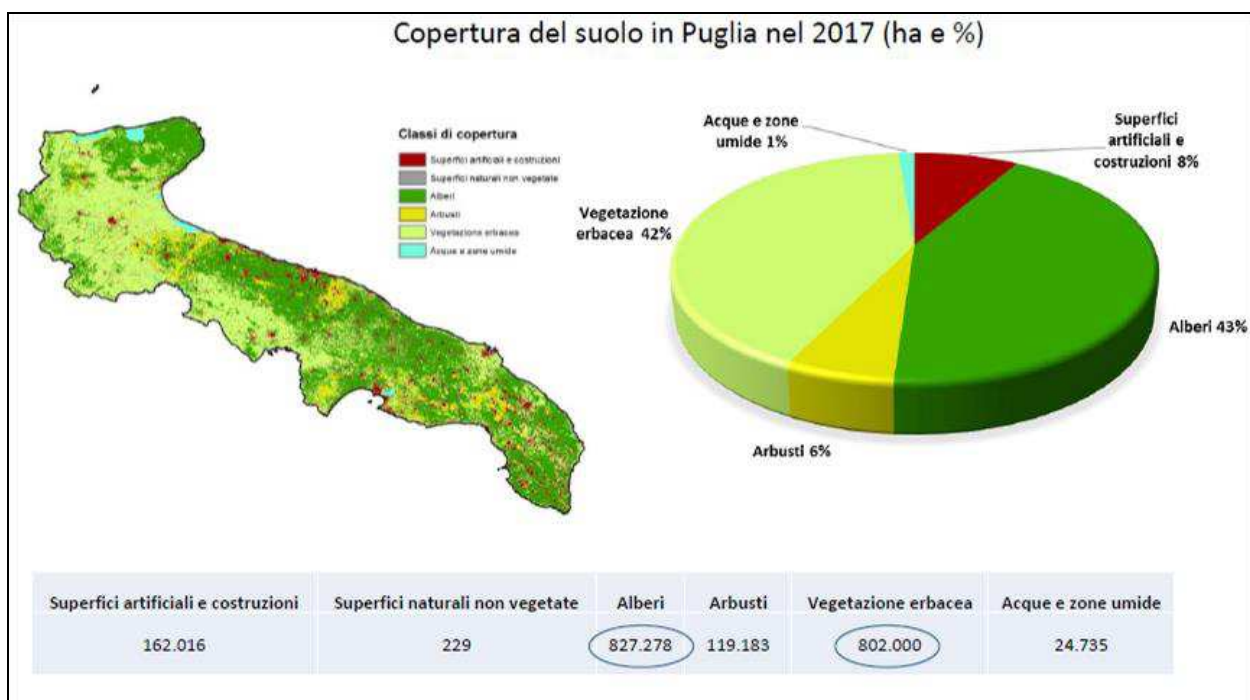 Copertura del suolo in Puglia nel 2017 (ha e %)
Classi di copertura
Superfici artificiali e costruzioni
Superfici naturali non vegetate
Alberi
Arbusti
Vegetazione erbacea
Acque e zone umide
Acque e zone
umide 1%
Superfici
artificiali e
costruzioni 8%
Vegetazione
erbacea 42%
Alberi 43%
Arbusti 6%
Superfici artificiali e costruzioni Superfici naturali non vegetate Alberi Arbusti Vegetazione erbacea Acque e zone umide
162.016 229 827.278 119.183 802.000 24.735